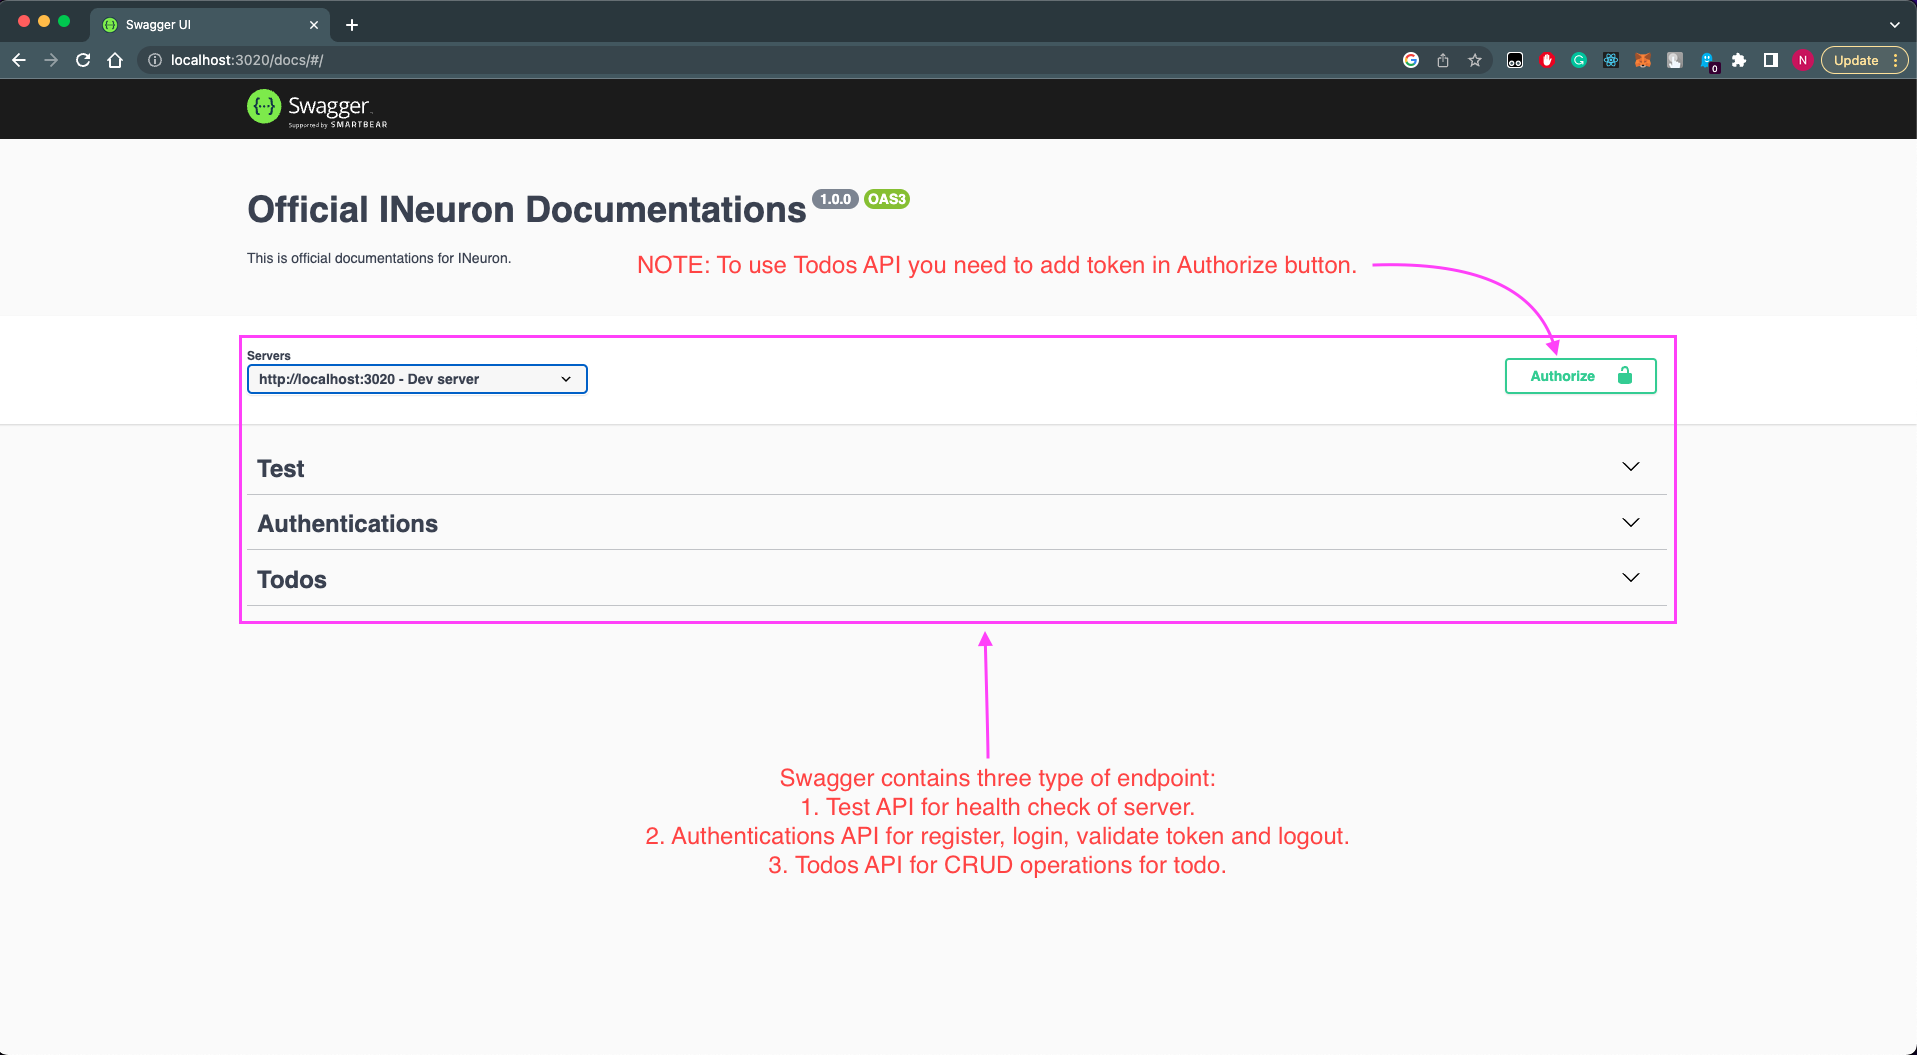 Swagger UI
localhost:3020/docs/#/
0
N
Update
Swagger
Supported by SMARTBEAR
Official INeuron Documentations 1.0.0 OAS3
This is official documentations for INeuron.
NOTE: To use Todos API you need to add token in Authorize button.
Servers
http://localhost:3020 - Dev server
Authorize
Test
Authentications
Todos
Swagger contains three type of endpoint:
1. Test API for health check of server.
2. Authentications API for register, login, validate token and logout.
3. Todos API for CRUD operations for todo.